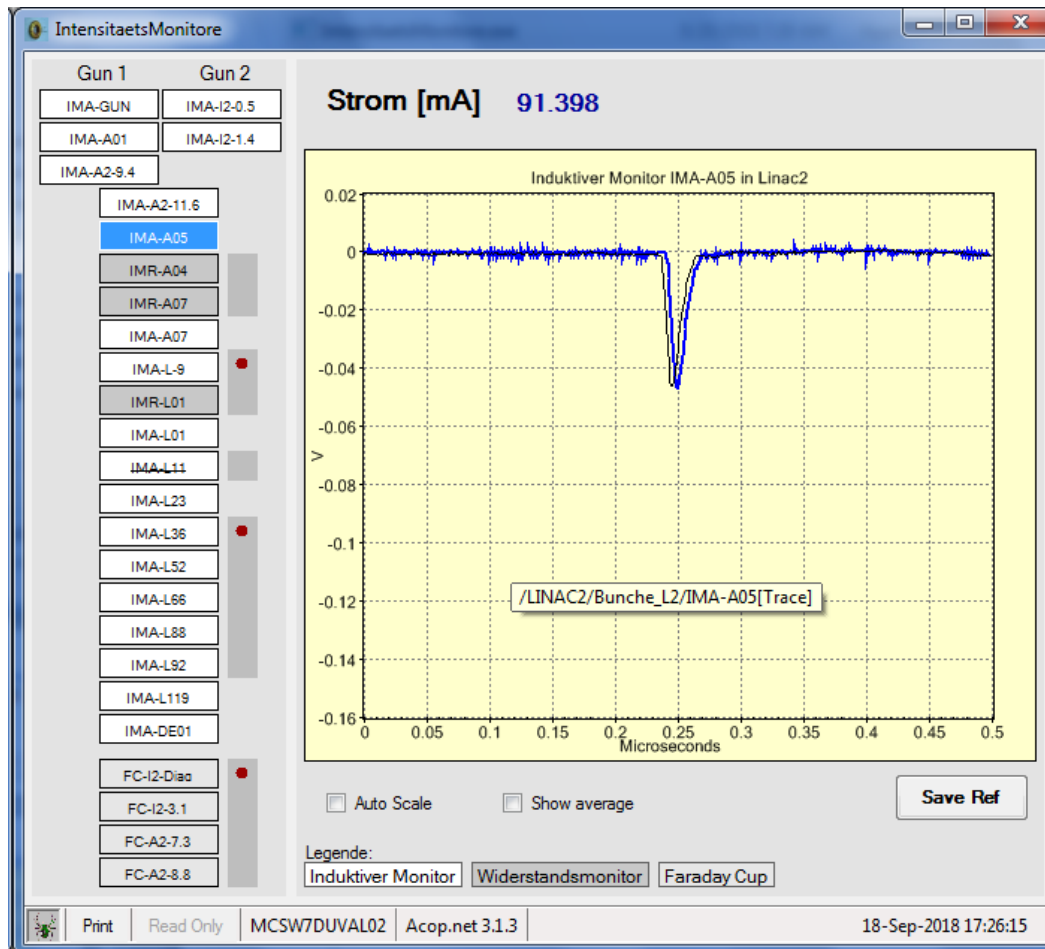 IntensitaetsMonitore
Gun 1 Gun 2
IMA-GUN IMA-I2-0.5
IMA-A01 IMA-I2-1.4
IMA-A2-9.4
IMA-A2-11.6
IMA-A05
IMR-A04
IMR-A07
IMA-A07
IMA-L-9
IMR-L01
IMA-L01
IMA-L11
IMA-L23
IMA-L36
IMA-L52
IMA-L66
IMA-L88
IMA-L92
IMA-L119
IMA-DE01
FC-I2-Diag
FC-I2-3.1
FC-A2-7.3
FC-A2-8.8
Strom [mA] 91.398
Induktiver Monitor IMA-A05 in Linac2
0.02
0
-0.02
-0.04
-0.06
V
-0.08
-0.1
-0.12
-0.14
-0.16
/LINAC2/Bunche_L2/IMA-A05[Trace]
0 0.05 0.1 0.15 0.2 0.25 0.3 0.35 0.4 0.45 0.5
Microseconds
Auto Scale Show average Save Ref
Legende:
Induktiver Monitor Widerstandsmonitor Faraday Cup
Print Read Only MCSW7DUVAL02 Acop.net 3.1.3 18-Sep-2018 17:26:15